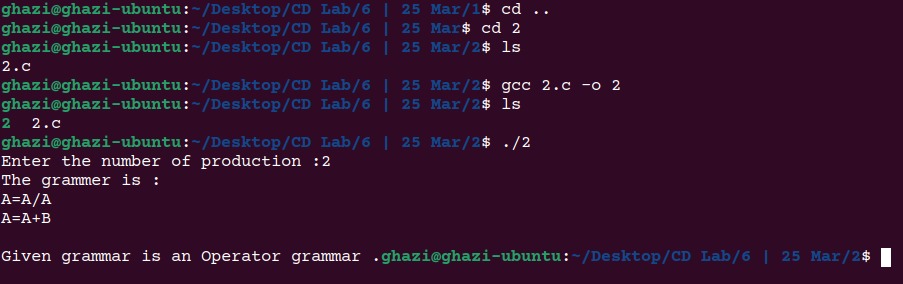 ghazi@ghazi-ubuntu:~/Desktop/CD Lab/6 | 25 Mar/1$ cd ..
ghazi@ghazi-ubuntu:~/Desktop/CD Lab/6 | 25 Mar$ cd 2
ghazi@ghazi-ubuntu:~/Desktop/CD Lab/6 | 25 Mar/2$ ls
2.c
ghazi@ghazi-ubuntu:~/Desktop/CD Lab/6 | 25 Mar/2$ gcc 2.c -o 2
ghazi@ghazi-ubuntu:~/Desktop/CD Lab/6 | 25 Mar/2$ ls
2  2.c
ghazi@ghazi-ubuntu:~/Desktop/CD Lab/6 | 25 Mar/2$ ./2
Enter the number of production :2
The grammer is :
A=A/A
A=A+B
Given grammar is an Operator grammar .ghazi@ghazi-ubuntu:~/Desktop/CD Lab/6 | 25 Mar/2$